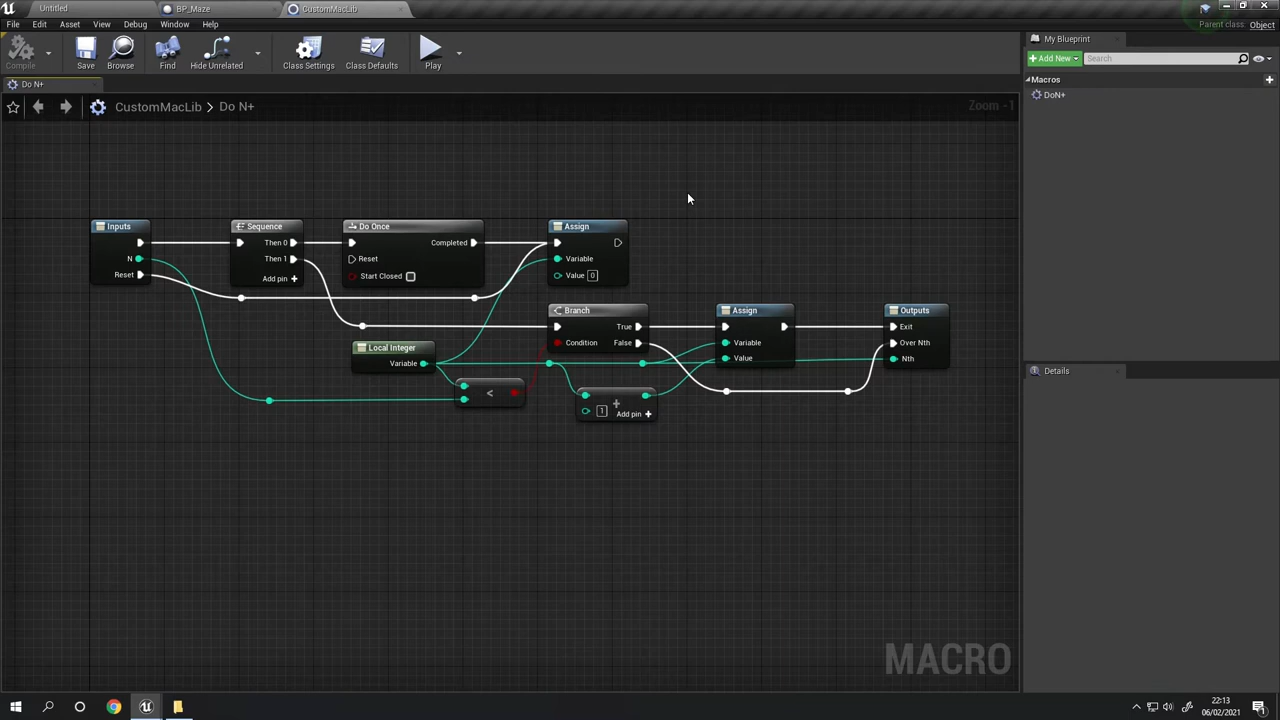 Untitled
BP_Maze
CustomMacLib
File Edit Asset View Debug Window Help
Parent class: Object
Compile
Save
Browse
Find
Hide Unrelated
Class Settings
Class Defaults
Play
My Blueprint
+ Add New
Search
Macros
DoN+
Details
Do N+
CustomMacLib > Do N+
Zoom -1
Inputs
N
Reset
Sequence
Then 0
Then 1
Add pin +
Do Once
Completed
Reset
Start Closed
Assign
Variable
Value 0
Branch
True
Condition False
Local Integer
Variable
<
+
1
Add pin +
Assign
Variable
Value
Outputs
Exit
Over Nth
Nth
MACRO
22:13
06/02/2021
1